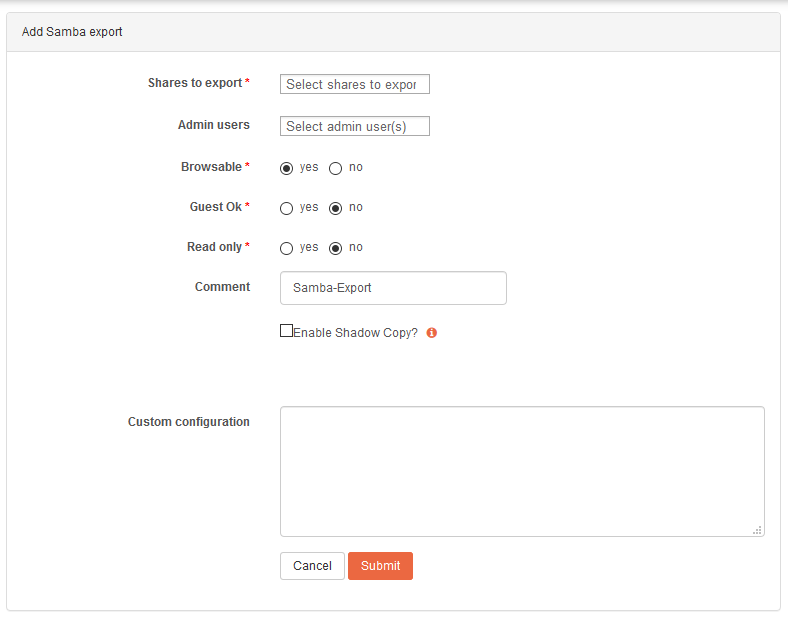 Add Samba export
Shares to export * Select shares to expor
Admin users Select admin user(s)
Browsable * yes no
Guest Ok * yes no
Read only * yes no
Comment Samba-Export
Enable Shadow Copy?
Custom configuration
Cancel Submit